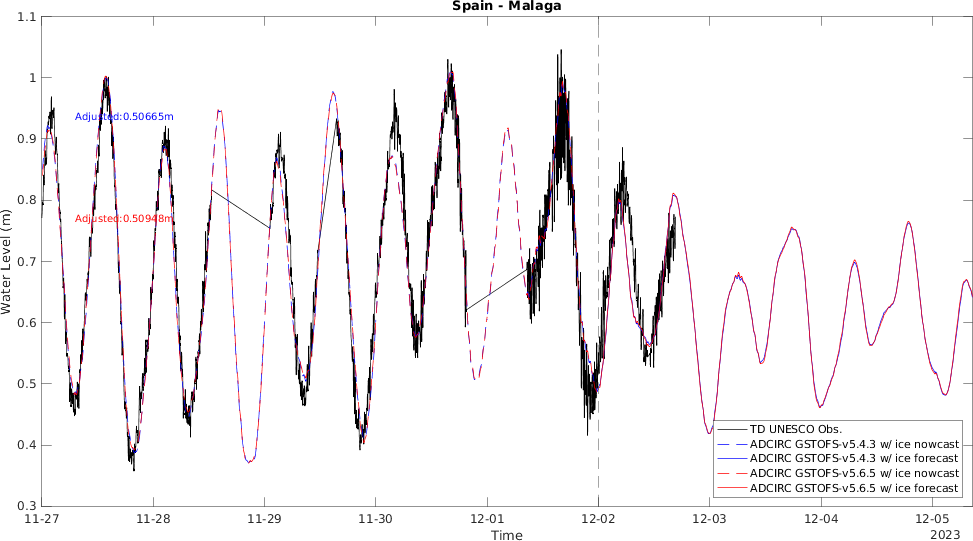 Spain - Malaga
1.1
1
0.9
0.8
0.7
0.6
0.5
0.4
0.3
Water Level (m)
Adjusted:0.50665m
Adjusted:0.50948m
TD UNESCO Obs.
ADCIRC GSTOFS-v5.4.3 w/ ice nowcast
ADCIRC GSTOFS-v5.4.3 w/ ice forecast
ADCIRC GSTOFS-v5.6.5 w/ ice nowcast
ADCIRC GSTOFS-v5.6.5 w/ ice forecast
11-27 11-28 11-29 11-30 12-01 12-02 12-03 12-04 12-05
Time
2023